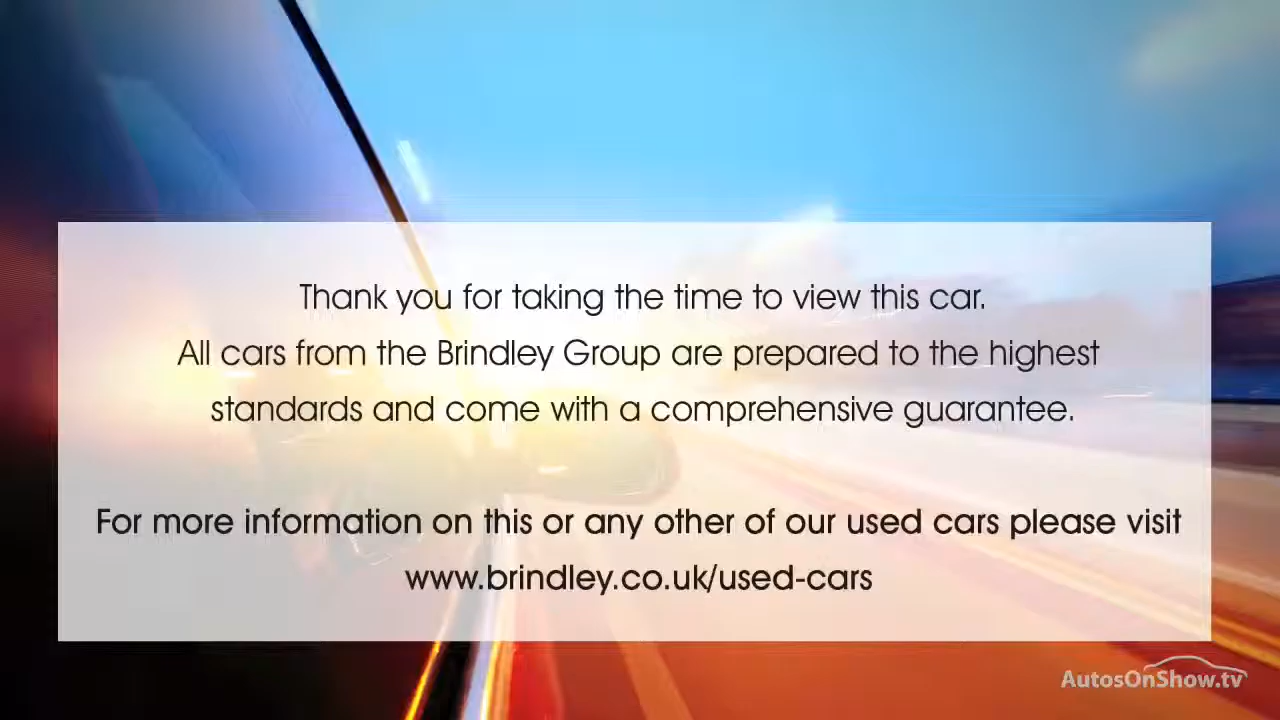 Thank you for taking the time to view this car.
All cars from the Brindley Group are prepared to the highest
standards and come with a comprehensive guarantee.
For more information on this or any other of our used cars please visit
www.brindley.co.uk/used-cars
AutosOnShow.tv